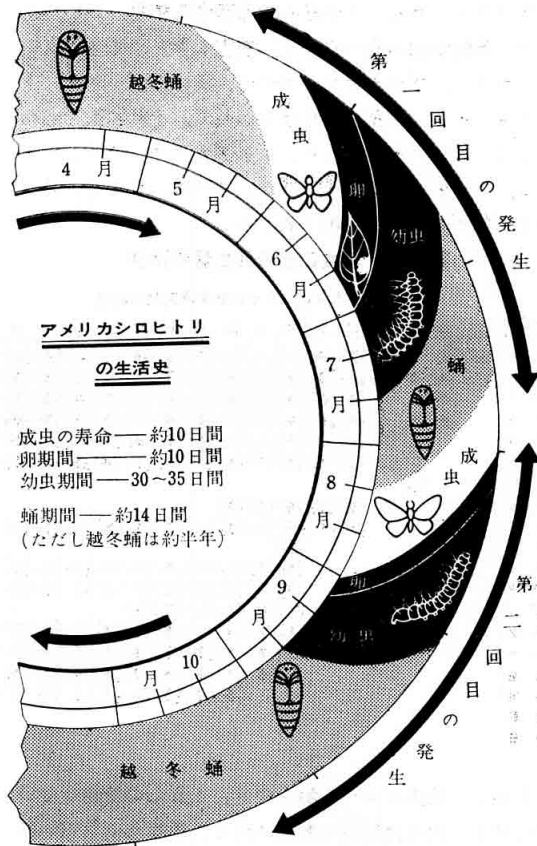 越冬蛹
成虫
卵
幼虫
蛹
成虫
卵
幼虫
越冬蛹
4月
5月
6月
7月
8月
9月
10月
第一回目の発生
第二回目の発生
アメリカシロヒトリ
の生活史
成虫の寿命――約10日間
卵期間――約10日間
幼虫期間――30～35日間
蛹期間――約14日間
(ただし越冬蛹は約半年)